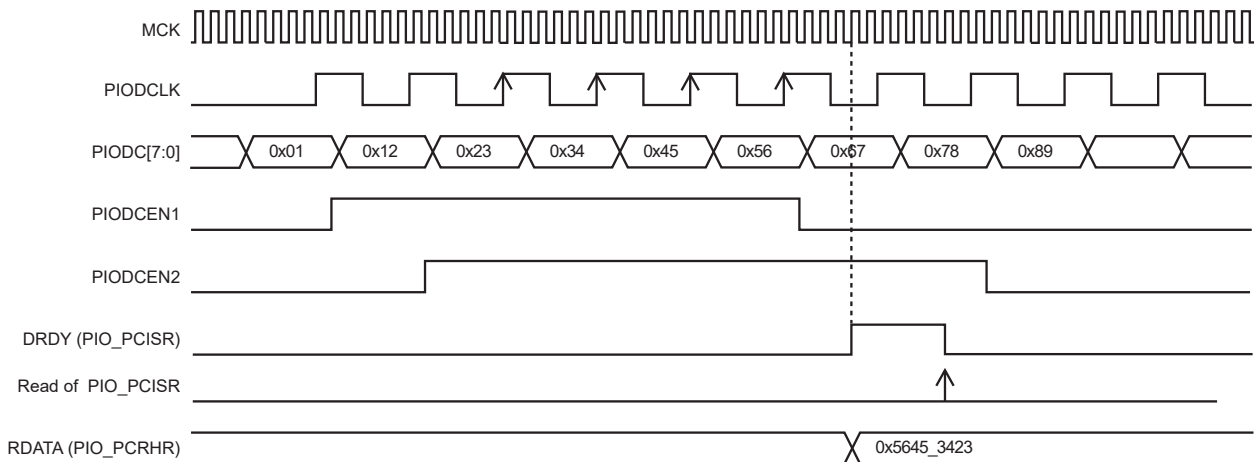 MCK
PIODCLK
PIODC[7:0] 0x01 0x12 0x23 0x34 0x45 0x56 0x67 0x78 0x89
PIODCEN1
PIODCEN2
DRDY (PIO_PCISR)
Read of PIO_PCISR
RDATA (PIO_PCRHR) 0x5645_3423